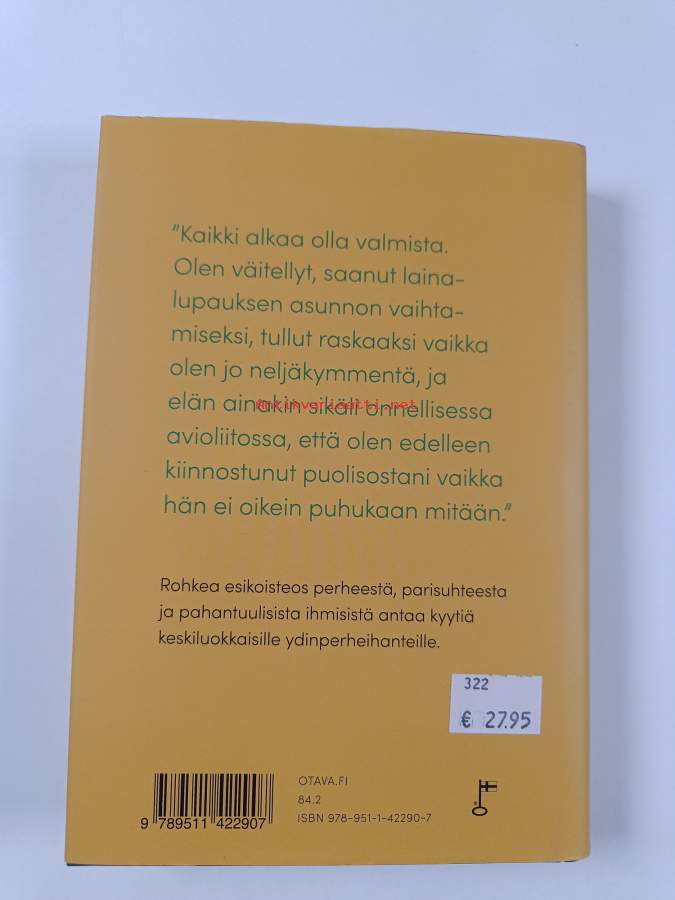 ”Kaikki alkaa olla valmista.
Olen väitellyt, saanut laina-
lupauksen asunnon vaihta-
miseksi, tullut raskaaksi vaikka
olen jo neljäkymmentä, ja
elän ainakin sikäli onnellisessa
antikvariaatti.net
avioliitossa, että olen edelleen
kiinnostunut puolisostani vaikka
hän ei oikein puhukaan mitään.”
Rohkea esikoisteos perheestä, parisuhteesta
ja pahantuulisista ihmisistä antaa kyytiä
keskiluokkaisille ydinperheihanteille.
322
€ 27.95
OTAVA.FI
84.2
ISBN 978-951-1-42290-7
9 789511 422907